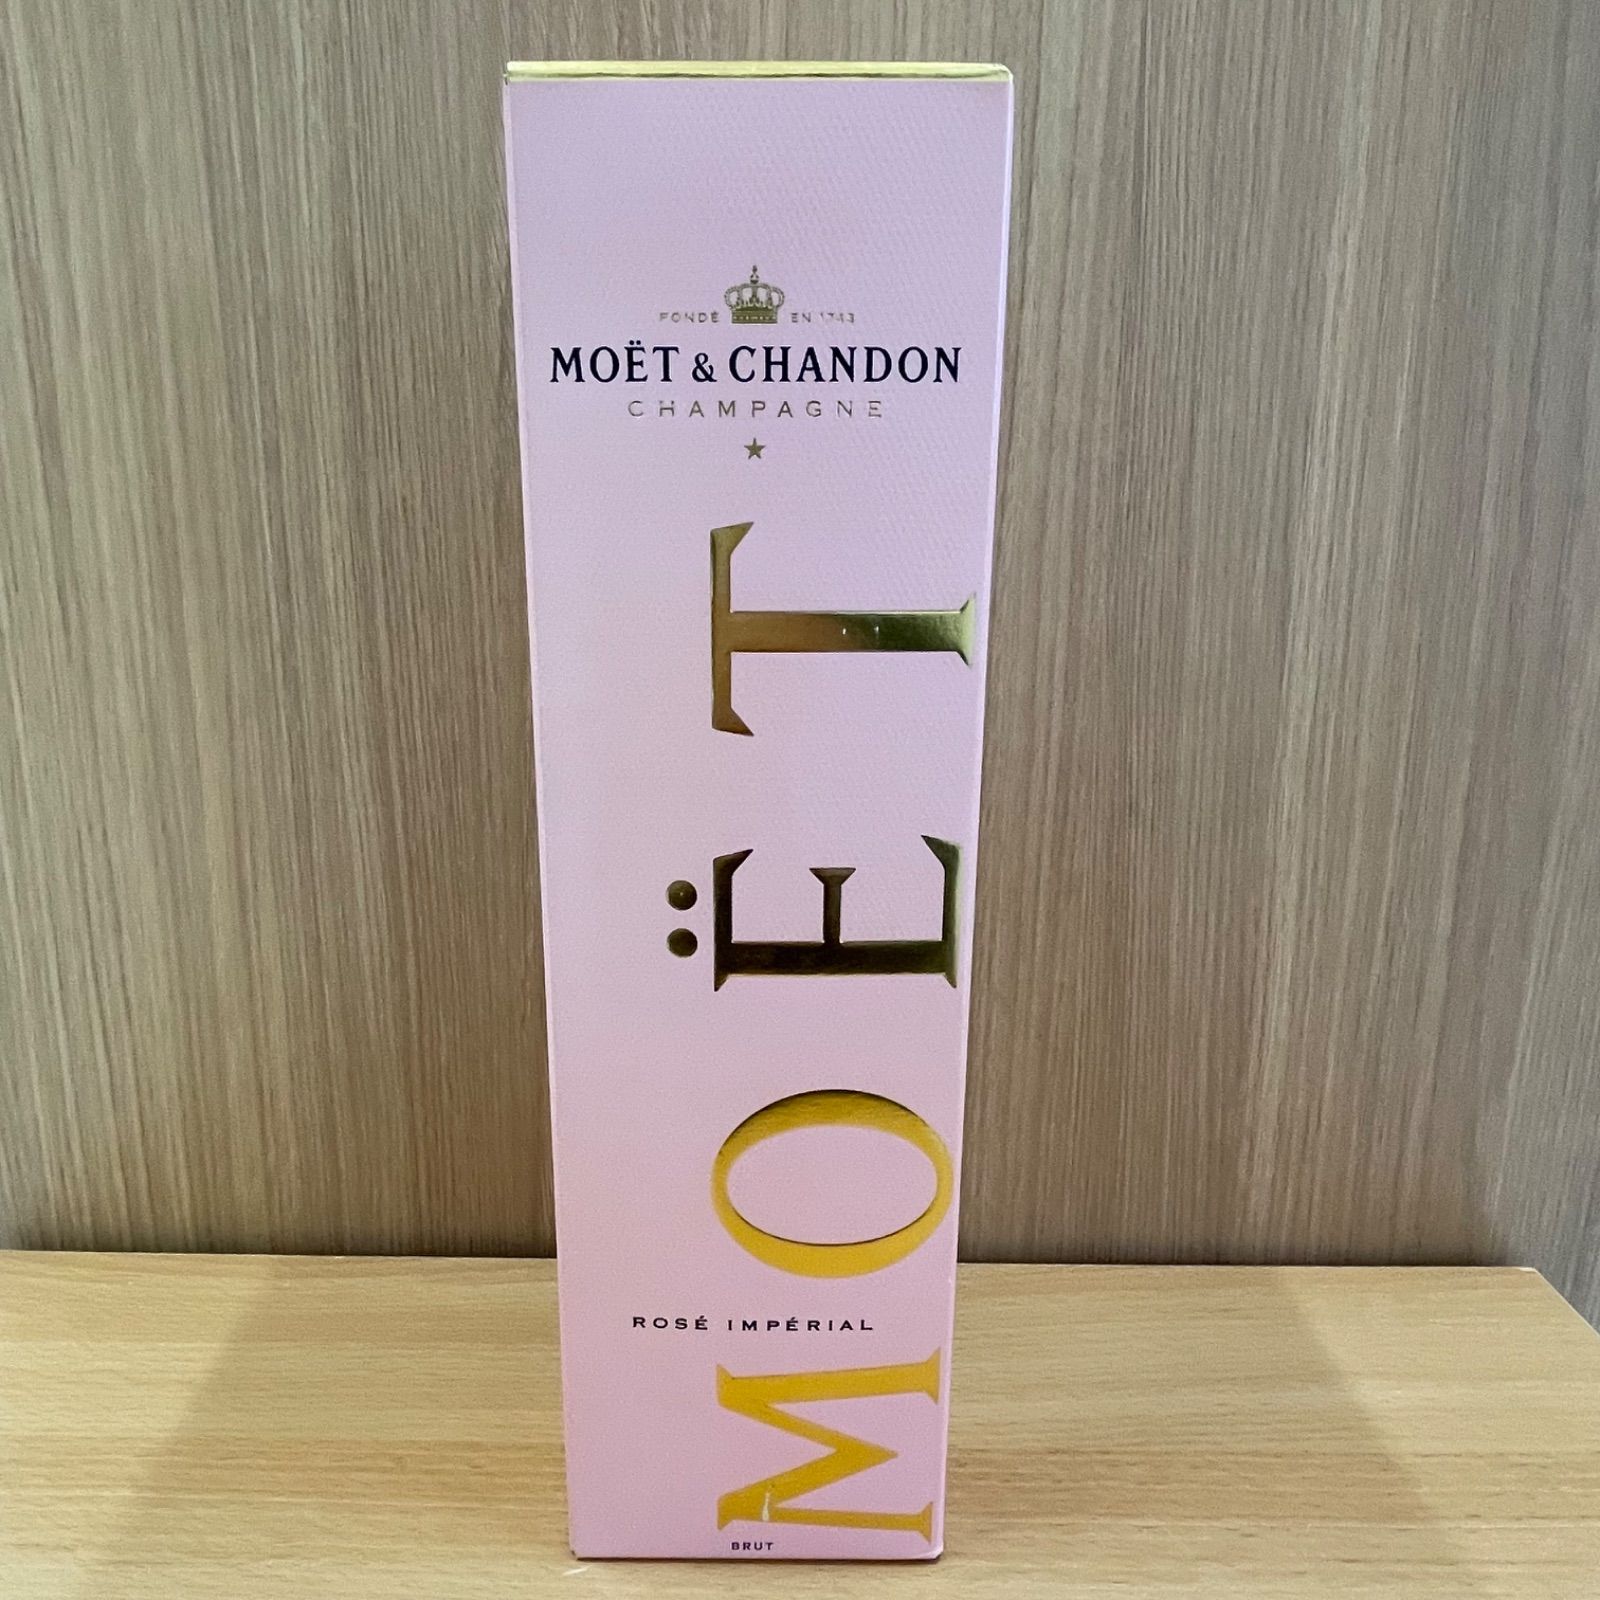 FONDÉ EN 1743
MOËT & CHANDON
CHAMPAGNE
MOËT
ROSÉ IMPÉRIAL
BRUT